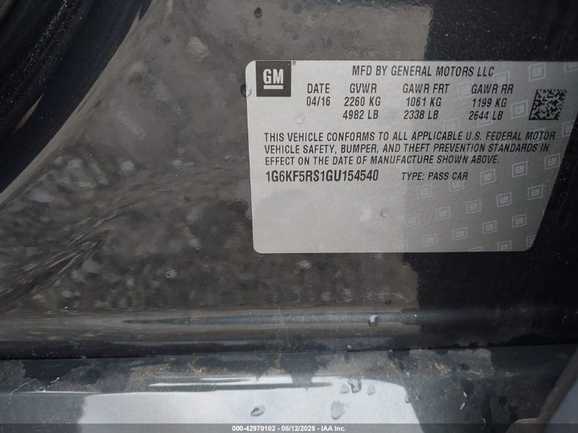 GM
MFD BY GENERAL MOTORS LLC
DATE GVWR GAWR FRT GAWR RR
04/16 2260 KG 1061 KG 1199 KG
4982 LB 2338 LB 2644 LB
THIS VEHICLE CONFORMS TO ALL APPLICABLE U.S. FEDERAL MOTOR
VEHICLE SAFETY, BUMPER, AND THEFT PREVENTION STANDARDS IN
EFFECT ON THE DATE OF MANUFACTURE SHOWN ABOVE.
1G6KF5RS1GU154540 TYPE: PASS CAR
000-42970102 - 08/12/2025 - IAA Inc.